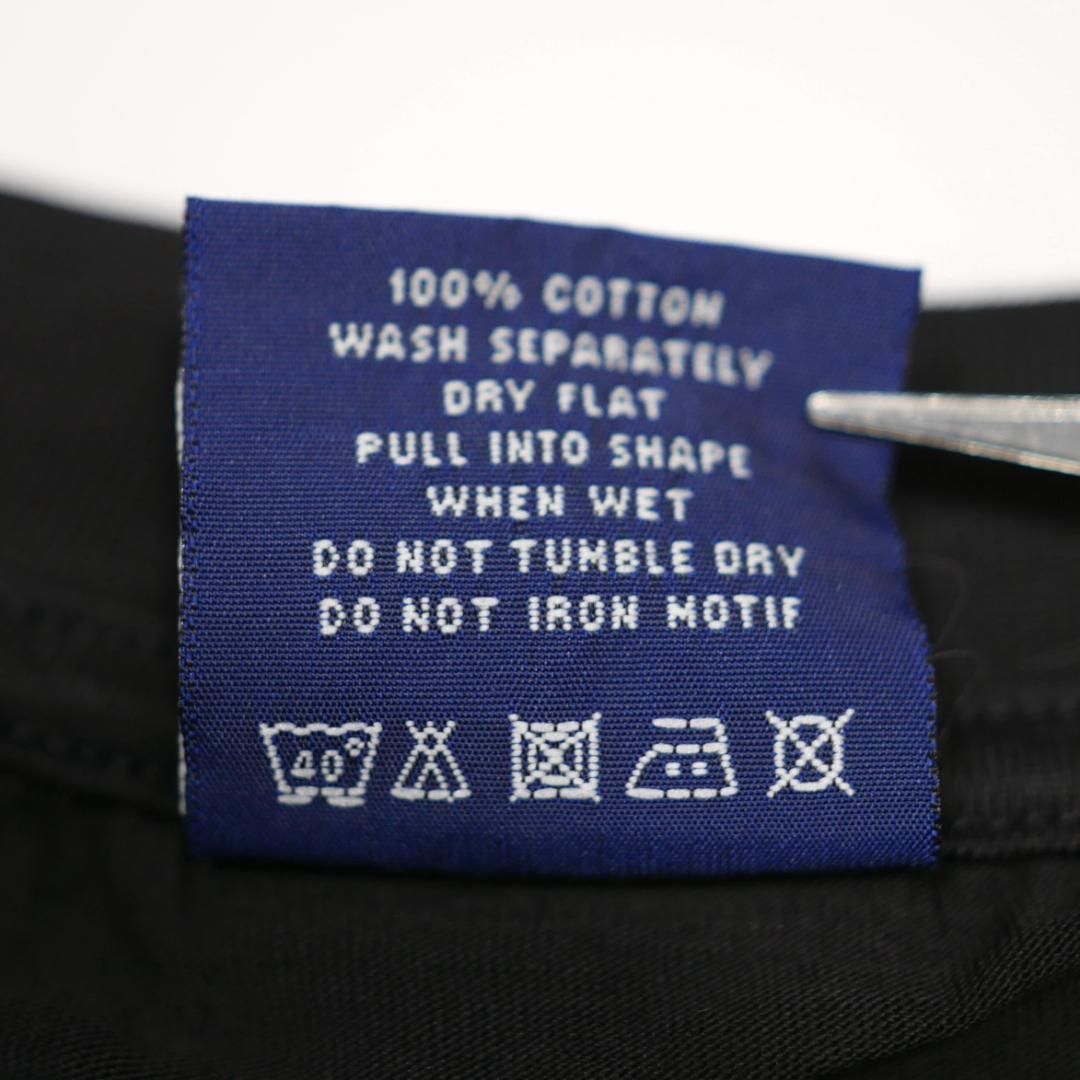 100% COTTON
WASH SEPARATELY
DRY FLAT
PULL INTO SHAPE
WHEN WET
DO NOT TUMBLE DRY
DO NOT IRON MOTIF
40°